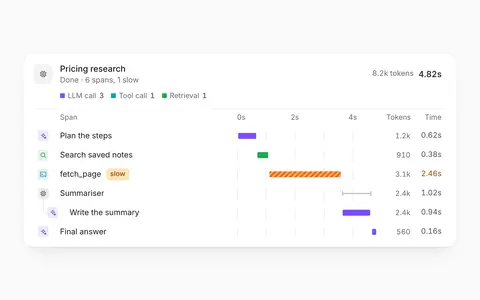 Pricing research
Done · 6 spans, 1 slow
8.2k tokens 4.82s
LLM call 3 Tool call 1 Retrieval 1
Span 0s 2s 4s Tokens Time
Plan the steps 1.2k 0.62s
Search saved notes 910 0.38s
fetch_page slow 3.1k 2.46s
Summariser 2.4k 1.02s
Write the summary 2.4k 0.94s
Final answer 560 0.16s